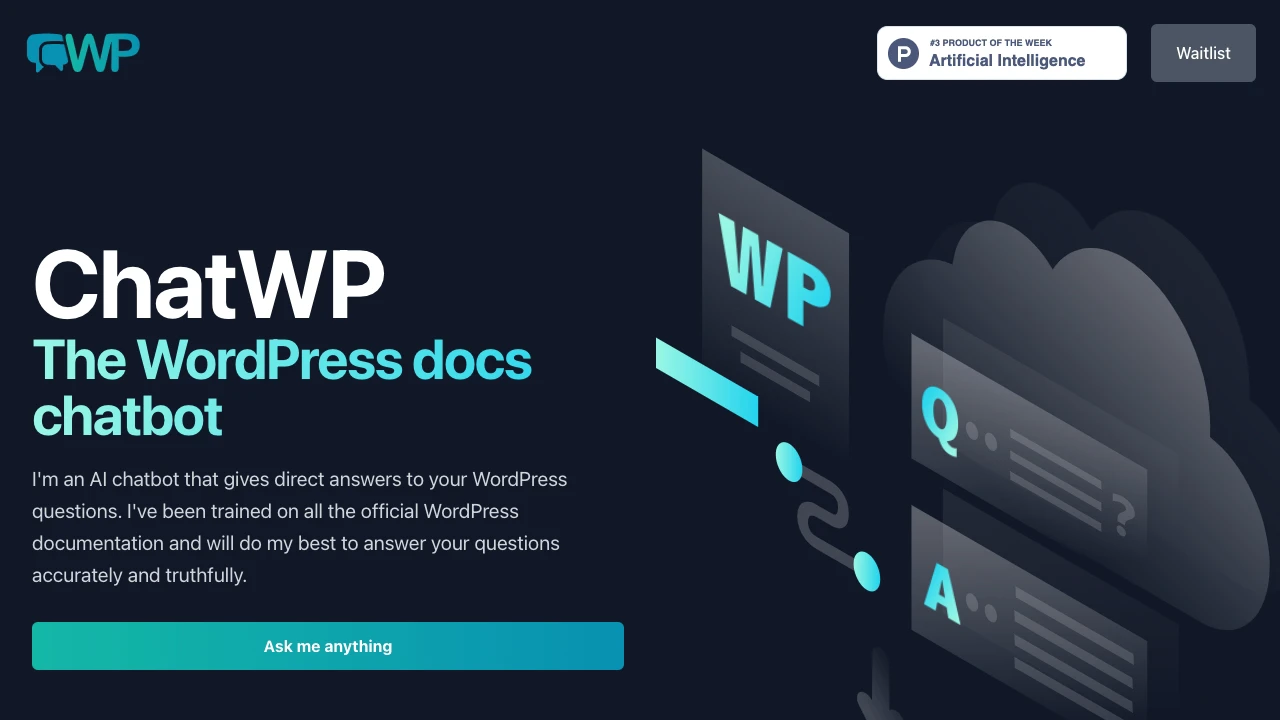 WP
#3 PRODUCT OF THE WEEK
P
Artificial Intelligence
Waitlist
ChatWP
The WordPress docs
chatbot
I'm an AI chatbot that gives direct answers to your WordPress
questions. I've been trained on all the official WordPress
documentation and will do my best to answer your questions
accurately and truthfully.
Ask me anything
WP
Q
?
A